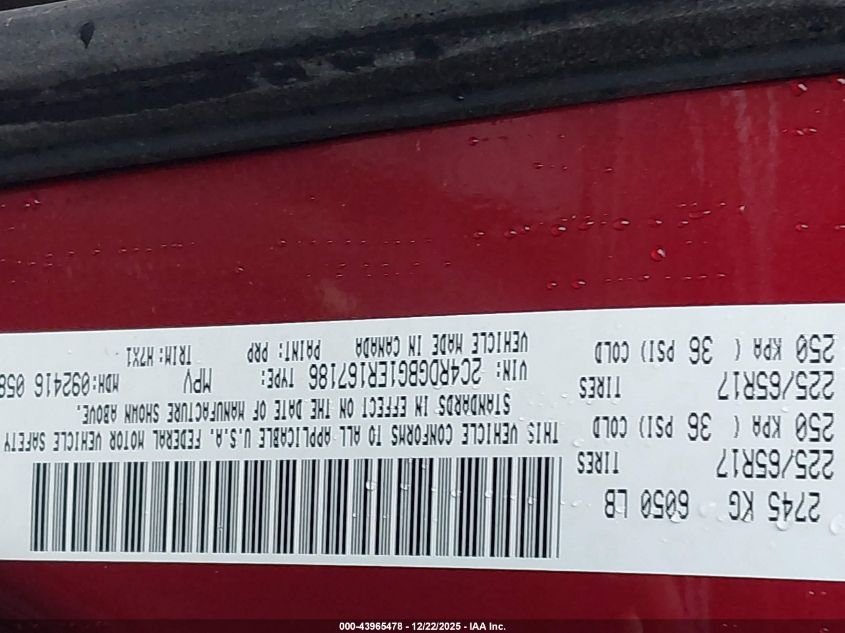 2745 KG 6050 LB
225/65R17 TIRES
250 KPA ( 36 PSI) COLD
225/65R17 TIRES
250 KPA ( 36 PSI) COLD
THIS VEHICLE CONFORMS TO ALL APPLICABLE U.S.A. FEDERAL MOTOR VEHICLE SAFETY
STANDARDS IN EFFECT ON THE DATE OF MANUFACTURE SHOWN ABOVE.
VIN: 2C4RDCBG1ER167186 TYPE: MPV MDH:092416 058
VEHICLE MADE IN CANADA PAINT: PRP TRIM: H7X1
000-43965478 - 12/22/2025 - IAA Inc.